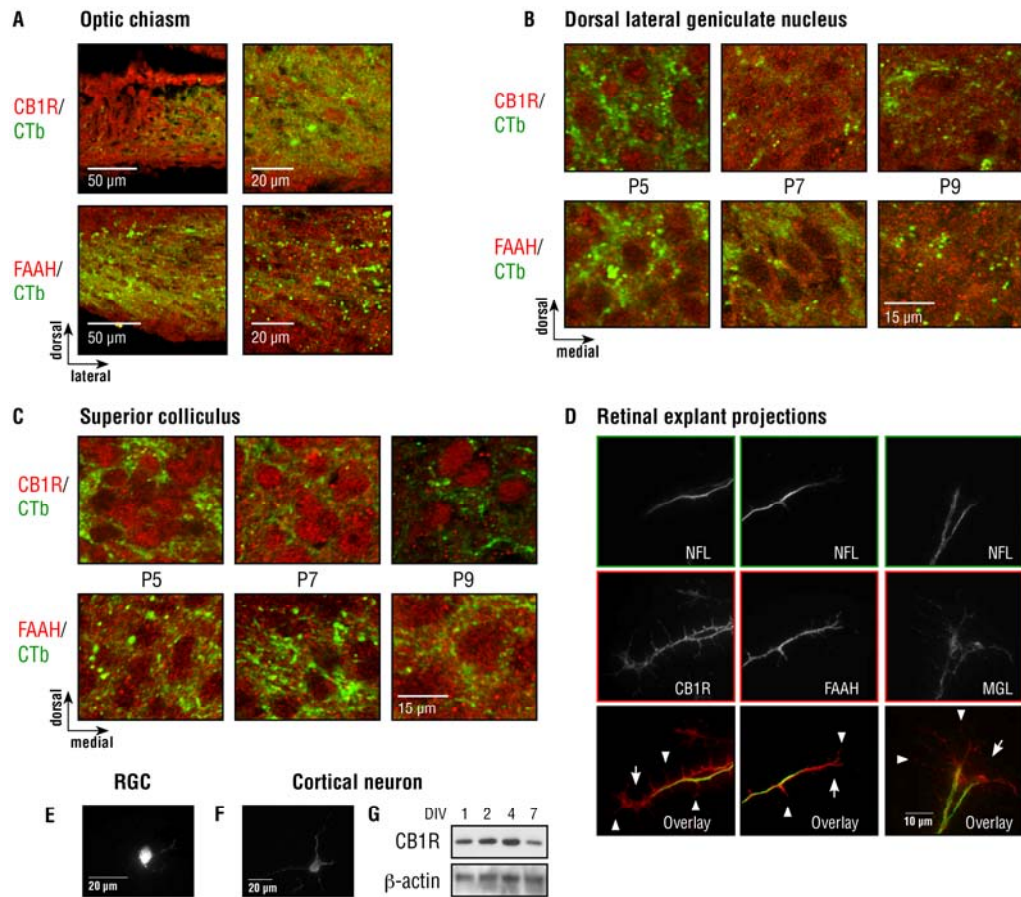 A Optic chiasm
CB1R/
CTb
50 µm
20 µm
FAAH/
CTb
50 µm
20 µm
dorsal
lateral
B Dorsal lateral geniculate nucleus
CB1R/
CTb
P5 P7 P9
FAAH/
CTb
15 µm
dorsal
medial
C Superior colliculus
CB1R/
CTb
P5 P7 P9
FAAH/
CTb
15 µm
dorsal
medial
D Retinal explant projections
NFL NFL NFL
CB1R FAAH MGL
10 µm
Overlay Overlay Overlay
RGC
E
20 µm
Cortical neuron
F
20 µm
G DIV 1 2 4 7
CB1R
β-actin